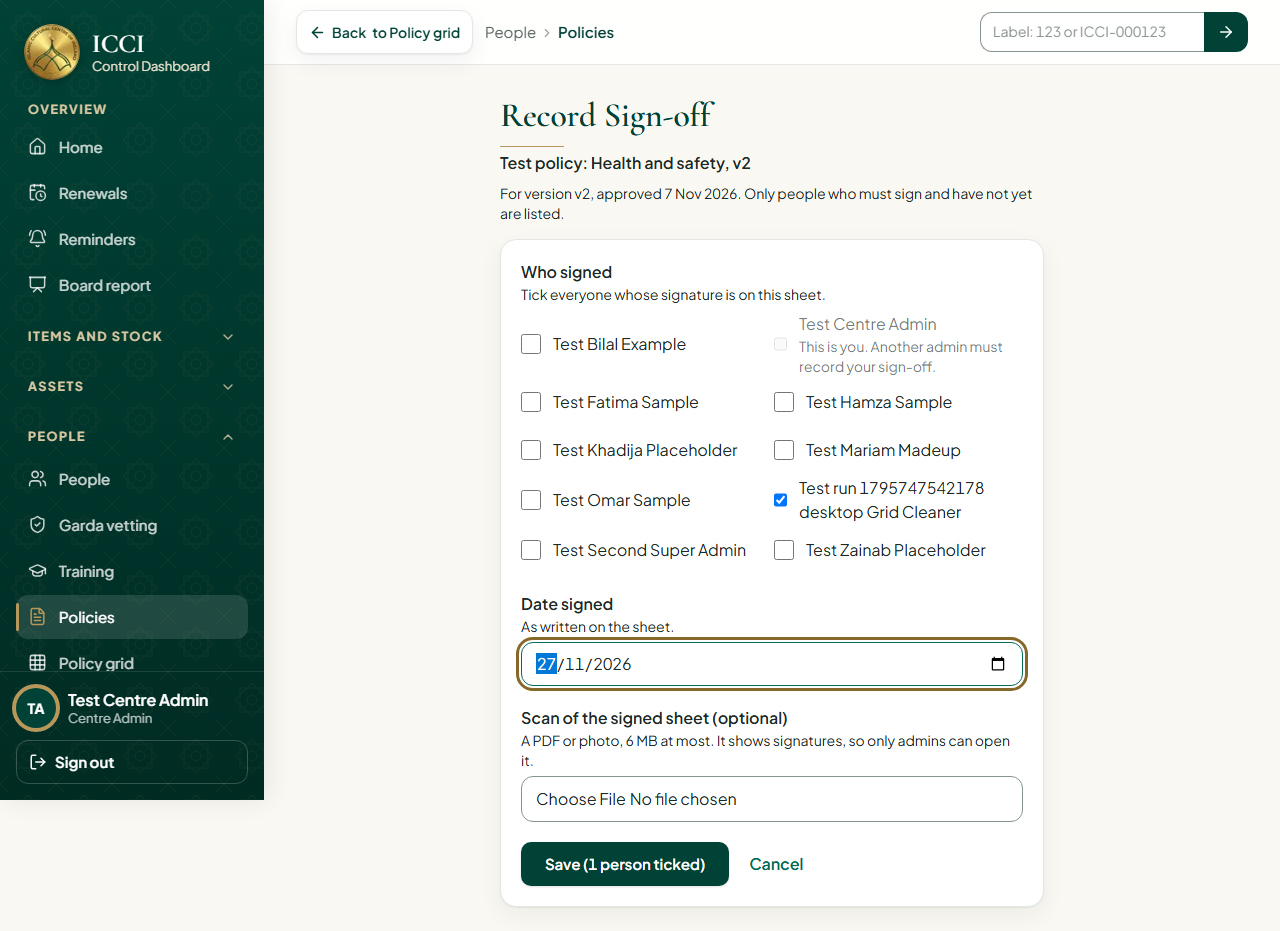 ICCI
Control Dashboard
OVERVIEW
Home
Renewals
Reminders
Board report
ITEMS AND STOCK
ASSETS
PEOPLE
People
Garda vetting
Training
Policies
Policy grid
TA
Test Centre Admin
Centre Admin
Sign out
Back to Policy grid
People › Policies
Label: 123 or ICCI-000123
Record Sign-off
Test policy: Health and safety, v2
For version v2, approved 7 Nov 2026. Only people who must sign and have not yet
are listed.
Who signed
Tick everyone whose signature is on this sheet.
Test Bilal Example
Test Centre Admin
This is you. Another admin must
record your sign-off.
Test Fatima Sample
Test Hamza Sample
Test Khadija Placeholder
Test Mariam Madeup
Test Omar Sample
Test run 1795747542178
desktop Grid Cleaner
Test Second Super Admin
Test Zainab Placeholder
Date signed
As written on the sheet.
27/11/2026
Scan of the signed sheet (optional)
A PDF or photo, 6 MB at most. It shows signatures, so only admins can open
it.
Choose File No file chosen
Save (1 person ticked)
Cancel